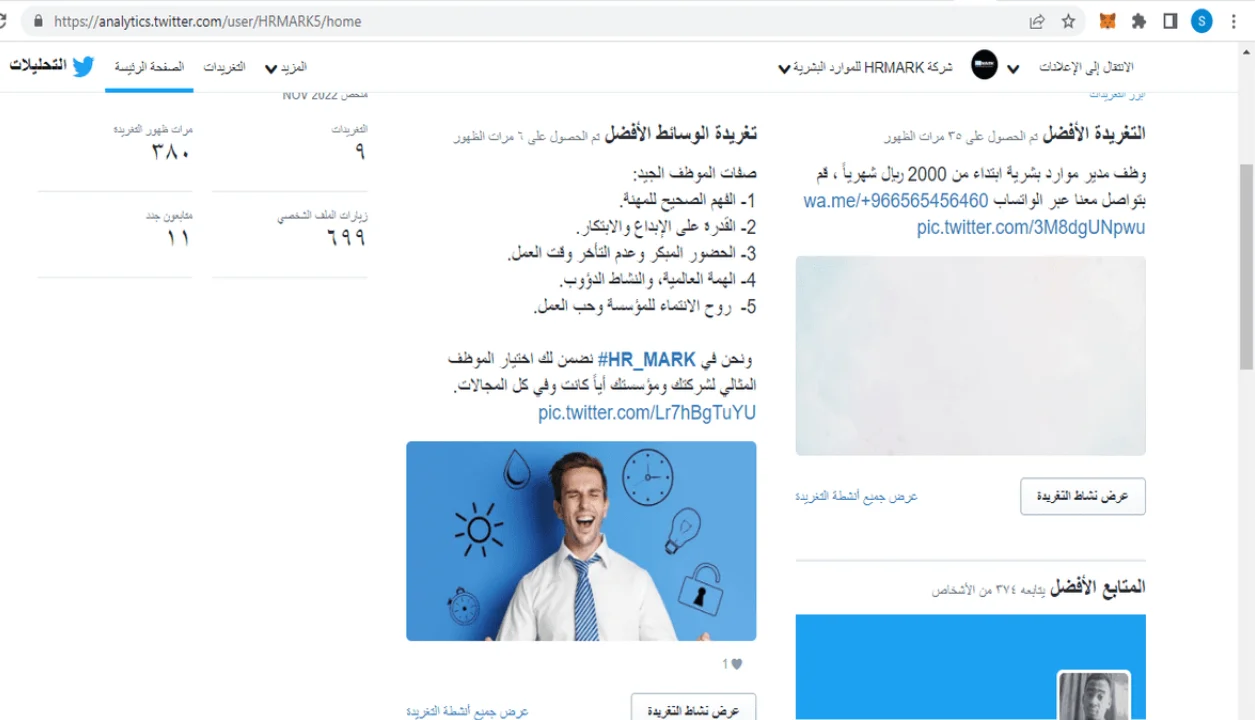 https://analytics.twitter.com/user/HRMARK5/home
S
الانتقال إلى الإعلانات
شركة HRMARK للموارد البشرية
المزيد
التغريدات
الصفحة الرئيسة
التحليلات
أبرز التغريدات
التغريدة الأفضل تم الحصول على ٣٥ مرات الظهور
وظف مدير موارد بشرية ابتداء من 2000 ريال شهرياً ، قم
بتواصل معنا عبر الواتساب wa.me/+966565456460
pic.twitter.com/3M8dgUNpwu
عرض نشاط التغريدة
عرض جميع أنشطة التغريدة
المتابع الأفضل يتابعه ٣٧٤ من الأشخاص
تغريدة الوسائط الأفضل تم الحصول على ٦ مرات الظهور
صفات الموظف الجيد:
1- الفهم الصحيح للمهنة.
2- القدرة على الإبداع والابتكار.
3- الحضور المبكر وعدم التأخر وقت العمل.
4- الهمة العالمية، والنشاط الدؤوب.
5- روح الانتماء للمؤسسة وحب العمل.
ونحن في #HR_MARK نضمن لك اختيار الموظف
المثالي لشركتك ومؤسستك أياً كانت وفي كل المجالات.
pic.twitter.com/Lr7hBgTuYU
1
عرض نشاط التغريدة
عرض جميع أنشطة التغريدة
ملخص NOV 2022
التغريدات
٩
مرات ظهور التغريدة
٣٨٠
زيارات الملف الشخصي
٦٩٩
متابعون جدد
١١